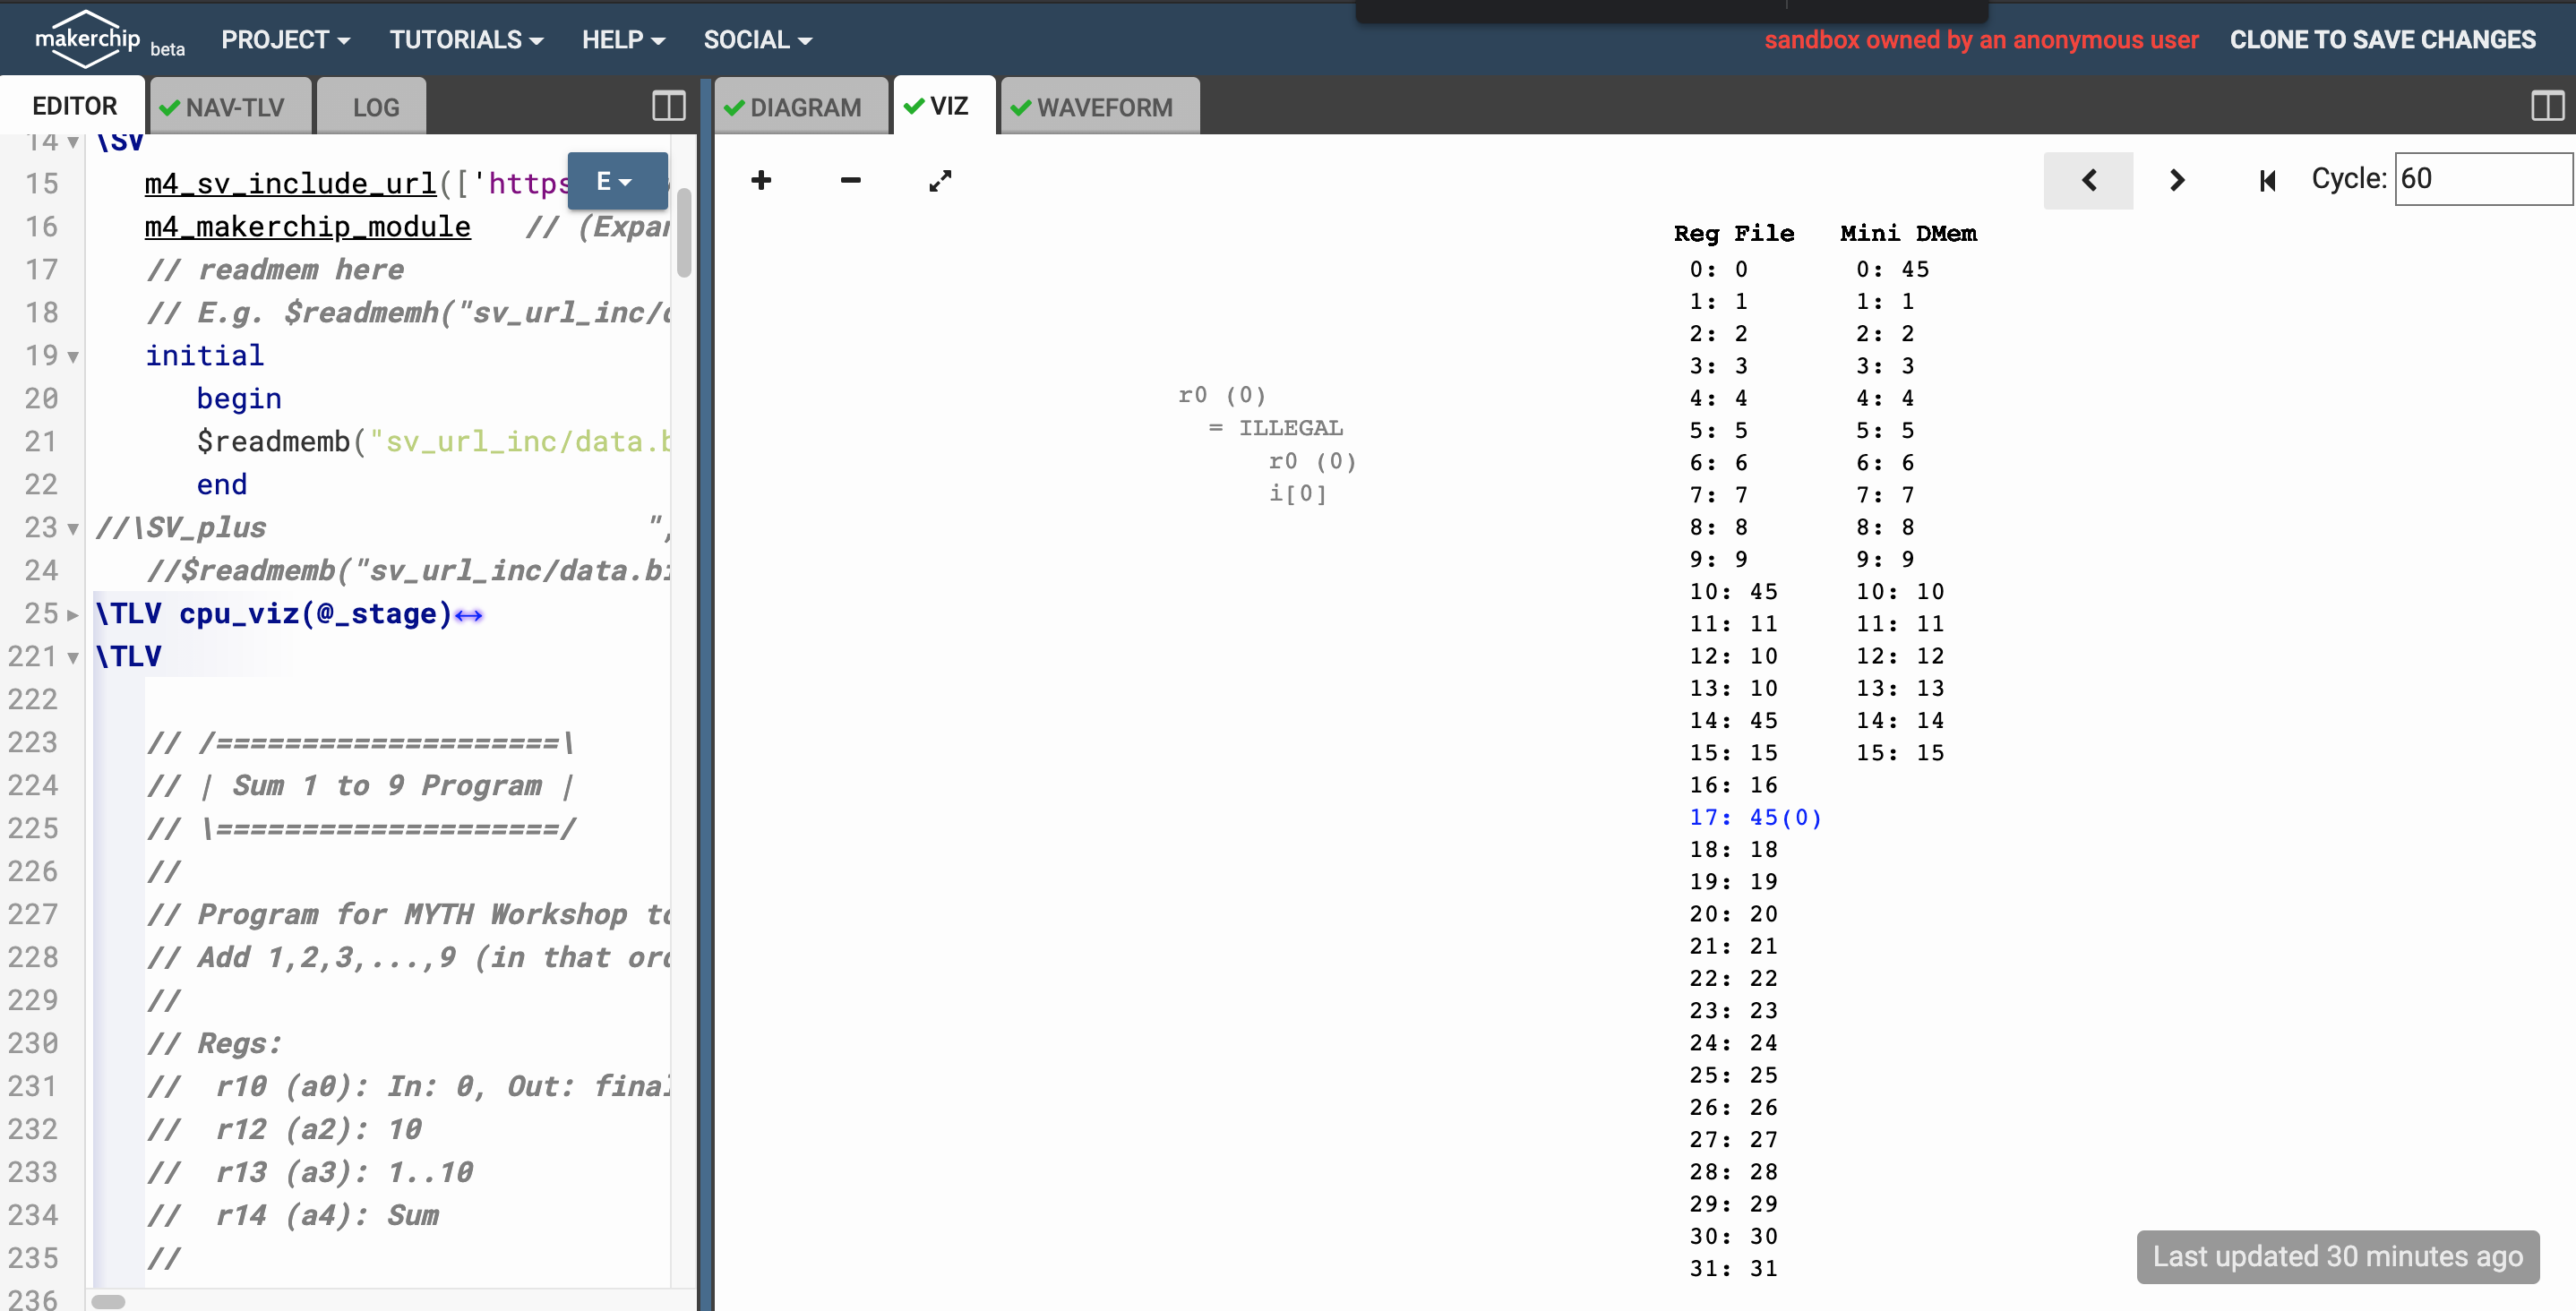 makerchip beta PROJECT TUTORIALS HELP SOCIAL sandbox owned by an anonymous user CLONE TO SAVE CHANGES
EDITOR NAV-TLV LOG
14 \SV
15 m4_sv_include_url(['https
E
16 m4_makerchip_module // (Expan
17 // readmem here
18 // E.g. $readmemh("sv_url_inc/
19 initial
20 begin
21 $readmemb("sv_url_inc/data.b
22 end
23 //\SV_plus ",
24 //$readmemb("sv_url_inc/data.bi
25 \TLV cpu_viz(@_stage)
221 \TLV
222
223 // /====================\
224 // | Sum 1 to 9 Program |
225 // \====================/
226 //
227 // Program for MYTH Workshop to
228 // Add 1,2,3,...,9 (in that ord
229 //
230 // Regs:
231 // r10 (a0): In: 0, Out: final
232 // r12 (a2): 10
233 // r13 (a3): 1..10
234 // r14 (a4): Sum
235 //
236
DIAGRAM VIZ WAVEFORM
Cycle: 60
r0 (0)
= ILLEGAL
r0 (0)
i[0]
Reg File
0: 0
1: 1
2: 2
3: 3
4: 4
5: 5
6: 6
7: 7
8: 8
9: 9
10: 45
11: 11
12: 10
13: 10
14: 45
15: 15
16: 16
17: 45(0)
18: 18
19: 19
20: 20
21: 21
22: 22
23: 23
24: 24
25: 25
26: 26
27: 27
28: 28
29: 29
30: 30
31: 31
Mini DMem
0: 45
1: 1
2: 2
3: 3
4: 4
5: 5
6: 6
7: 7
8: 8
9: 9
10: 10
11: 11
12: 12
13: 13
14: 14
15: 15
Last updated 30 minutes ago